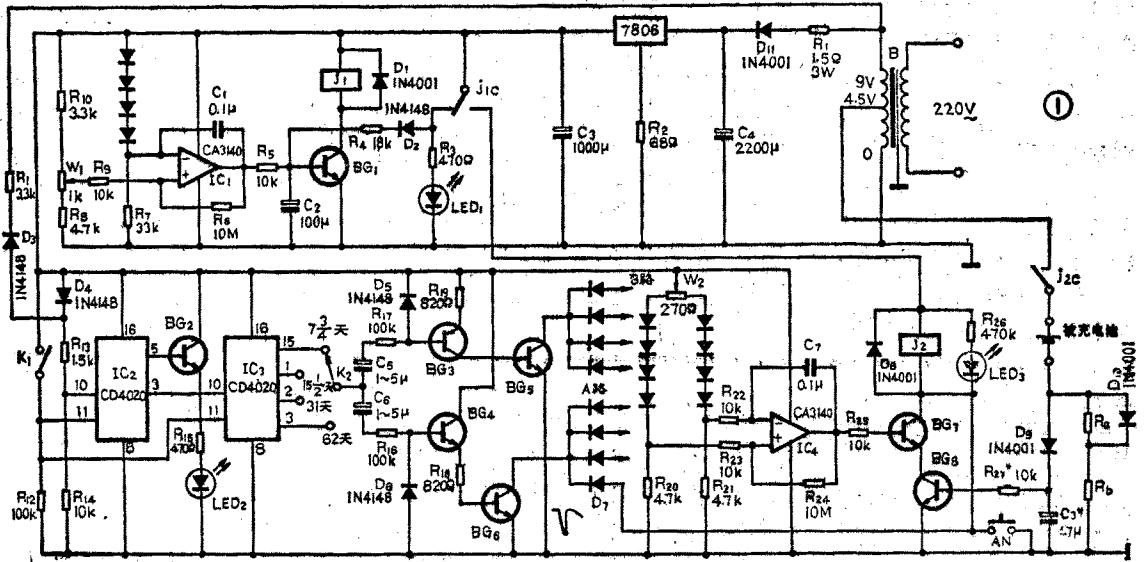 7806
D11
1N4001
R1
1.5Ω
3W
B
9V
4.5V
0
220V
①
R10
3.3k
C1
0.1μ
J1
D1
1N4001
1N4148
j1c
R4 18k
D2
R3
470Ω
C3
1000μ
R2
68Ω
C4
2200μ
CA3140
IC1
R5
10k
BG1
W1
1k
R9
10k
R8
4.7k
R7
33k
R6
10M
C2
100μ
LED1
R1
33k
D3
1N4148
D4
1N4148
BG2
D5
1N4148
R19
820Ω
R17
100k
W2
270Ω
j2c
被充电池
K1
R13
1.5k
16
IC2
CD4020
5
3
10
11
8
16
IC3
CD4020
15
1
2
3
10
11
8
7¾天
15½天
31天
62天
K2
C5
1~5μ
C6
1~5μ
BG3
BG5
BG4
R16
100k
R18
820Ω
BG6
D6
1N4148
D7
R15
470Ω
LED2
R12
100k
R14
10k
R22
10k
R23
10k
R20
4.7k
R21
4.7k
C7
0.1μ
CA3140
IC4
R24
10M
R25
10k
BG7
BG8
D8
1N4001
J2
R26
470k
LED3
D9
1N4001
D10
1N4001
R27* 10k
C3*
47μ
Ra
Rb
AN